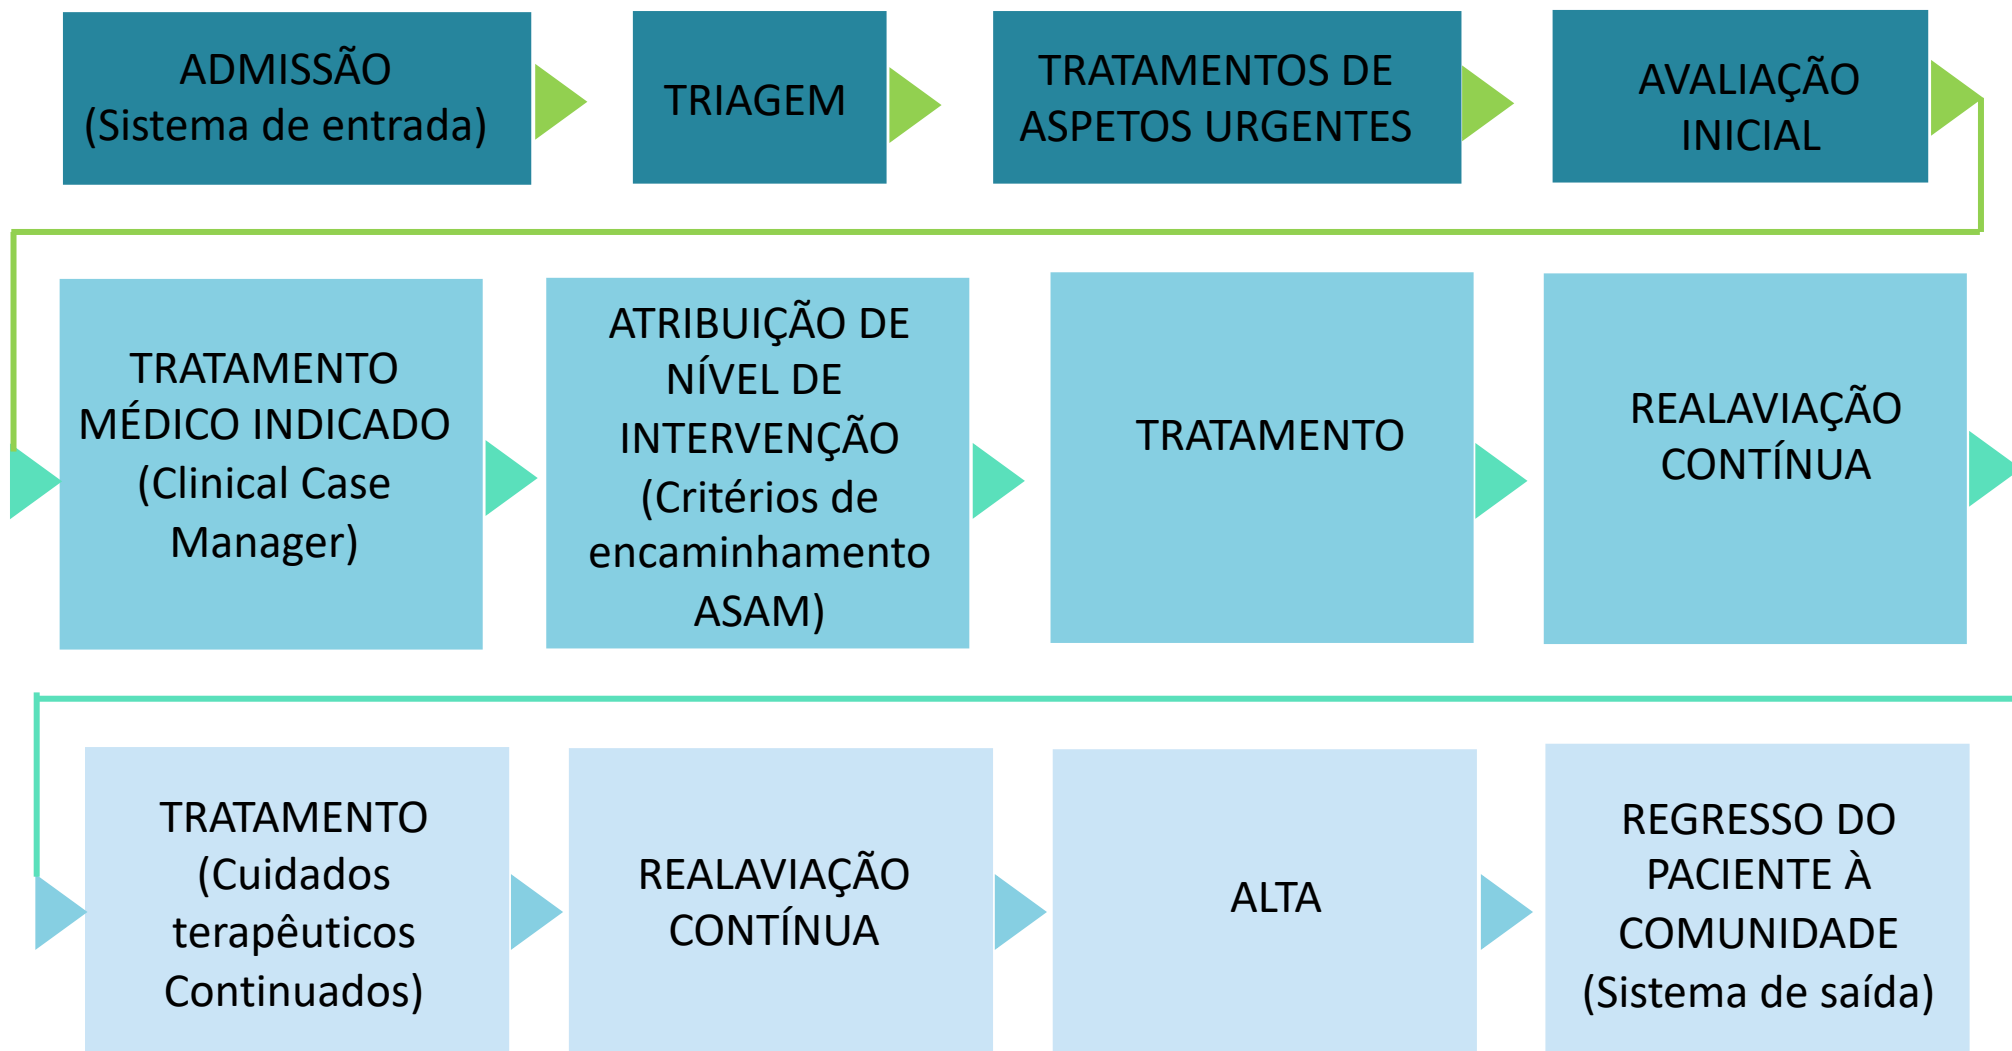 ADMISSÃO
(Sistema de entrada)
TRIAGEM
TRATAMENTOS DE
ASPETOS URGENTES
AVALIAÇÃO
INICIAL
TRATAMENTO
MÉDICO INDICADO
(Clinical Case
Manager)
ATRIBUIÇÃO DE
NÍVEL DE
INTERVENÇÃO
(Critérios de
encaminhamento
ASAM)
TRATAMENTO
REALAVIAÇÃO
CONTÍNUA
TRATAMENTO
(Cuidados
terapêuticos
Continuados)
REALAVIAÇÃO
CONTÍNUA
ALTA
REGRESSO DO
PACIENTE À
COMUNIDADE
(Sistema de saída)